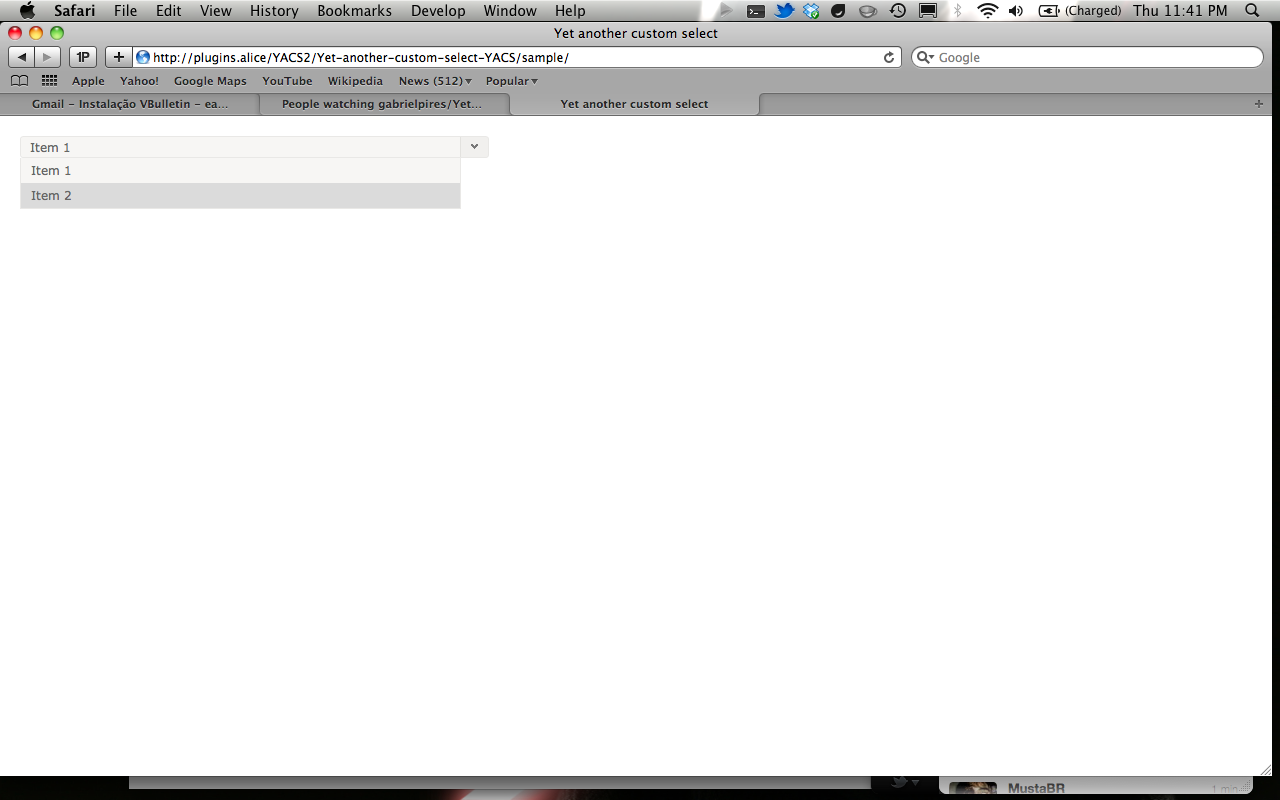 Safari File Edit View History Bookmarks Develop Window Help (Charged) Thu 11:41 PM
Yet another custom select
1P http://plugins.alice/YACS2/Yet-another-custom-select-YACS/sample/ Google
Apple Yahoo! Google Maps YouTube Wikipedia News (512) Popular
Gmail - Instalação VBulletin - ea... People watching gabrielpires/Yet... Yet another custom select
Item 1
Item 1
Item 2
MustaBR 1 min